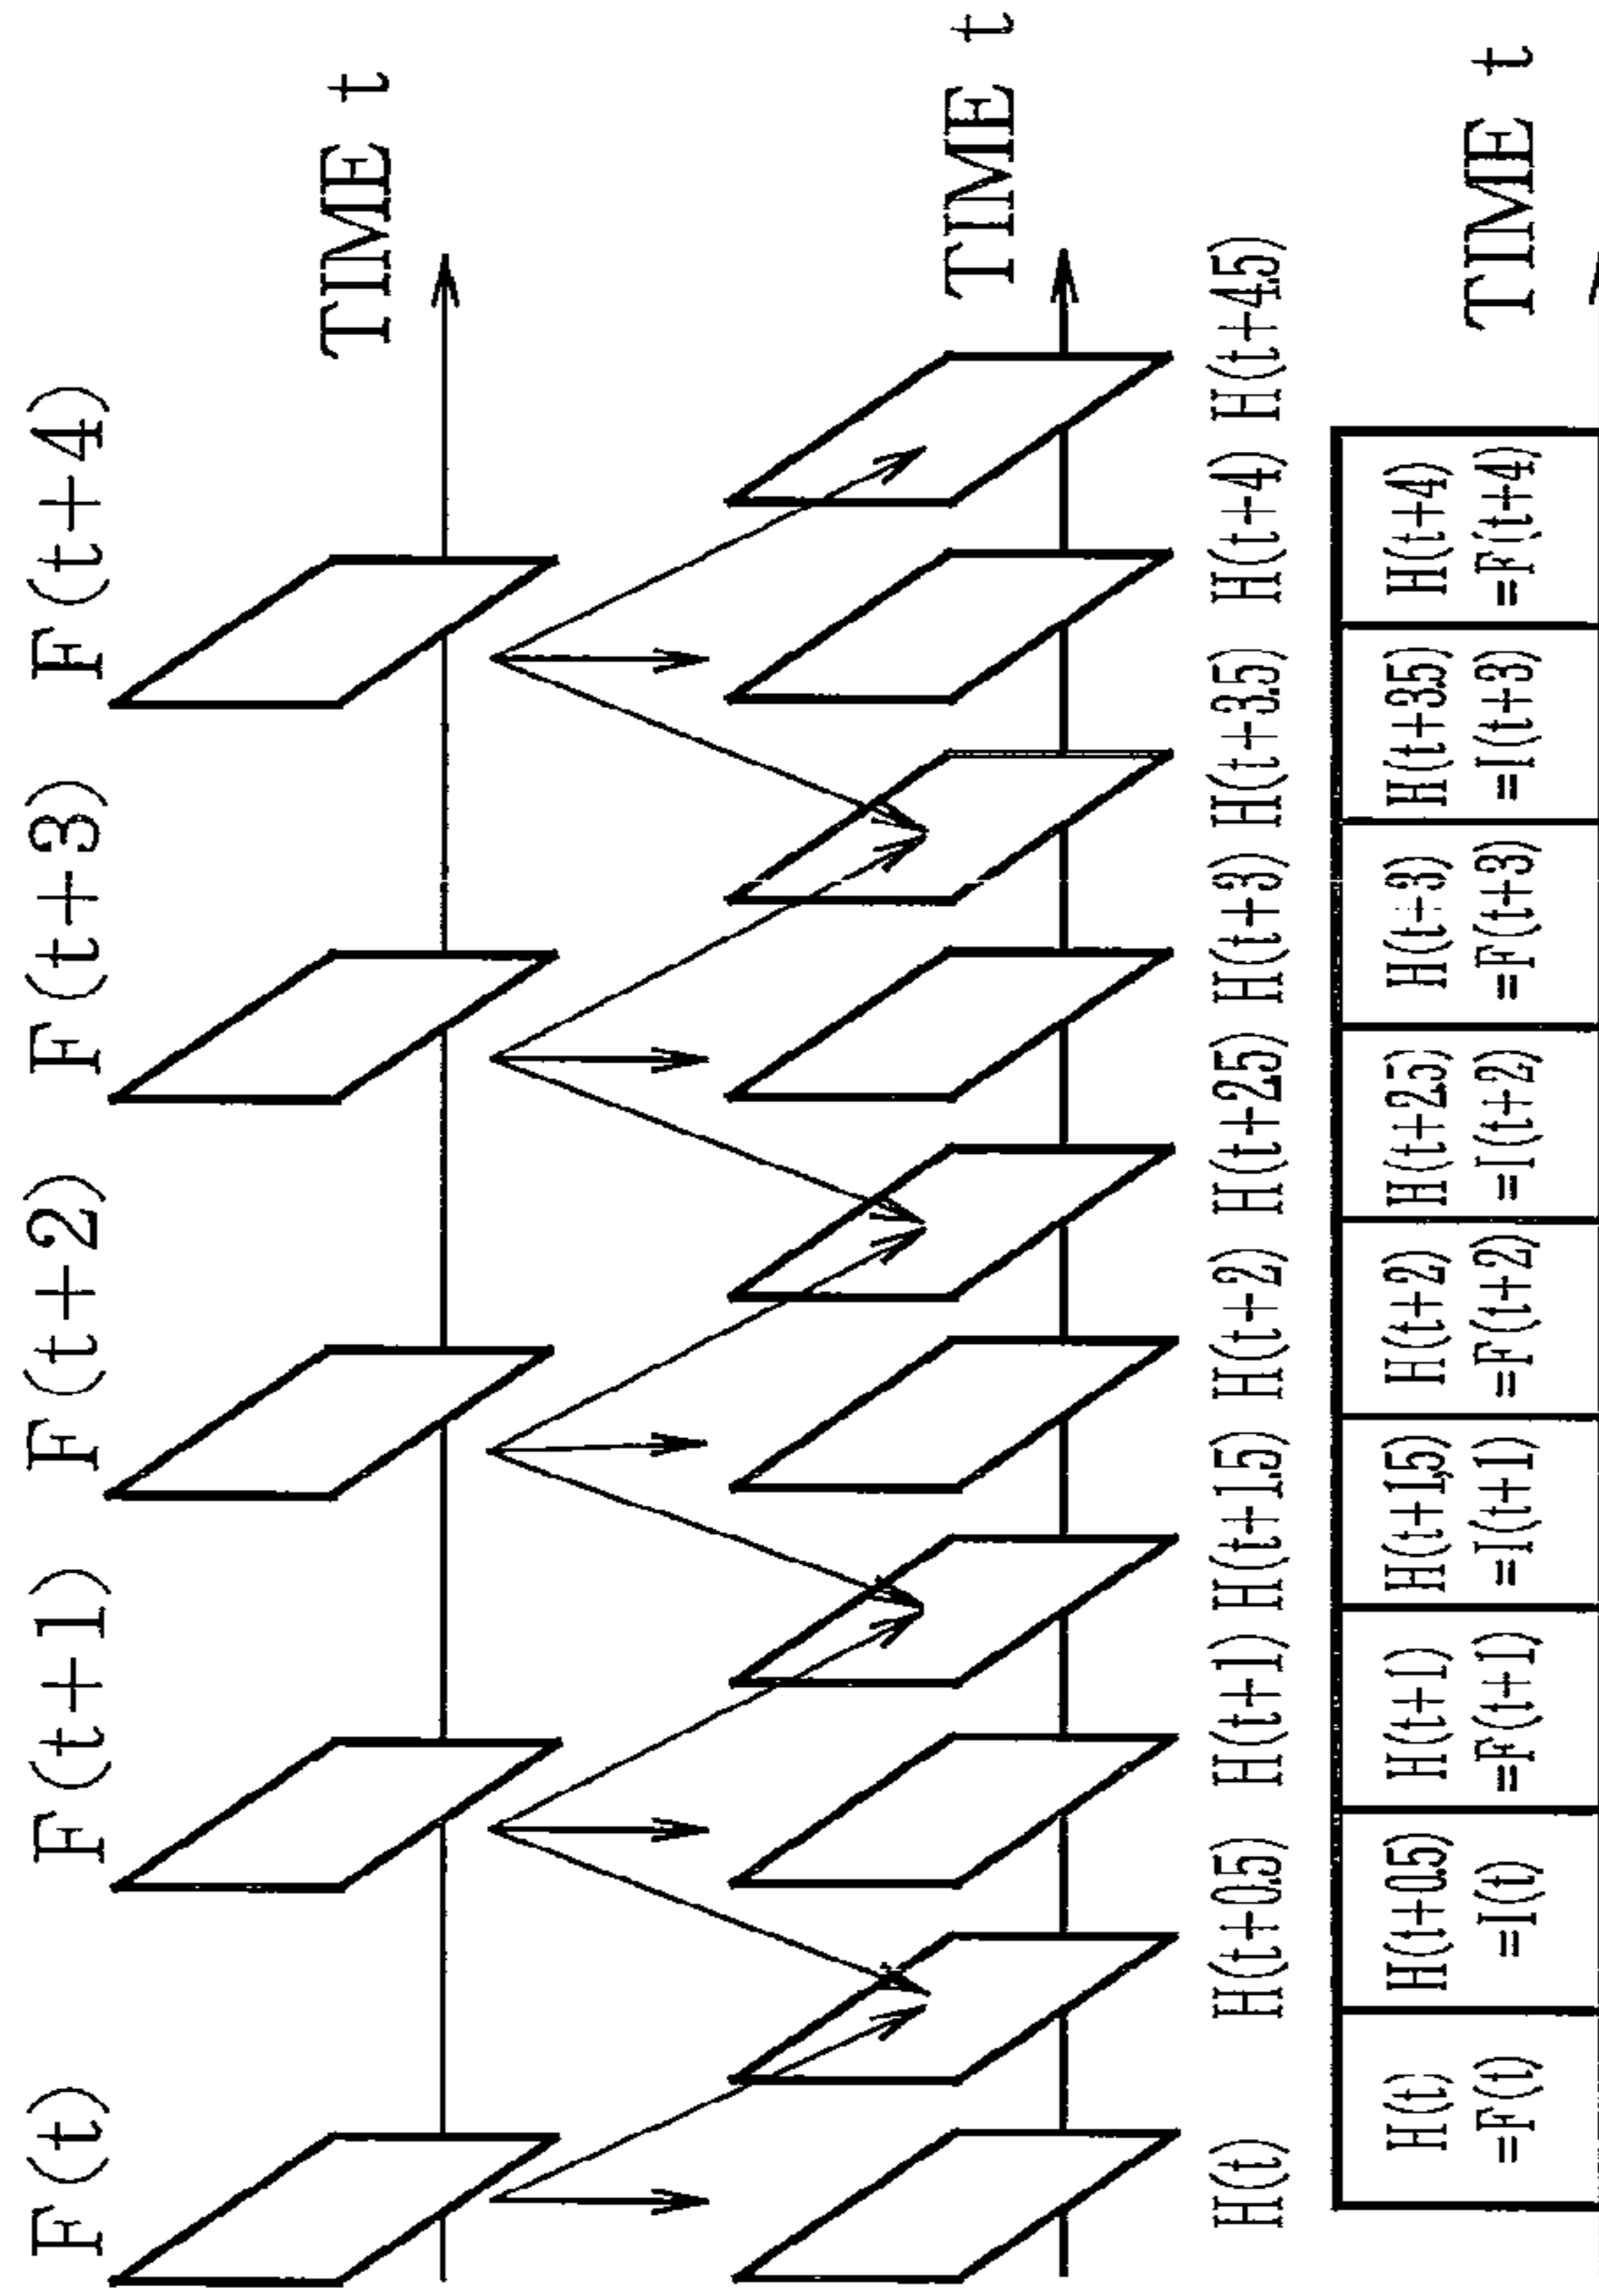 F(t) F(t+1) F(t+2) F(t+3) F(t+4)
TIME t
TIME t
H(t) H(t+0.5) H(t+1) H(t+1.5) H(t+2) H(t+2.5) H(t+3) H(t+3.5) H(t+4) H(t+4.5)
H(t) H(t+0.5) H(t+1) H(t+1.5) H(t+2) H(t+2.5) H(t+3) H(t+3.5) H(t+4)
=F(t) =I(t) =F(t+1) =I(t+1) =F(t+2) =I(t+2) =F(t+3) =I(t+3) =F(t+4)
TIME t